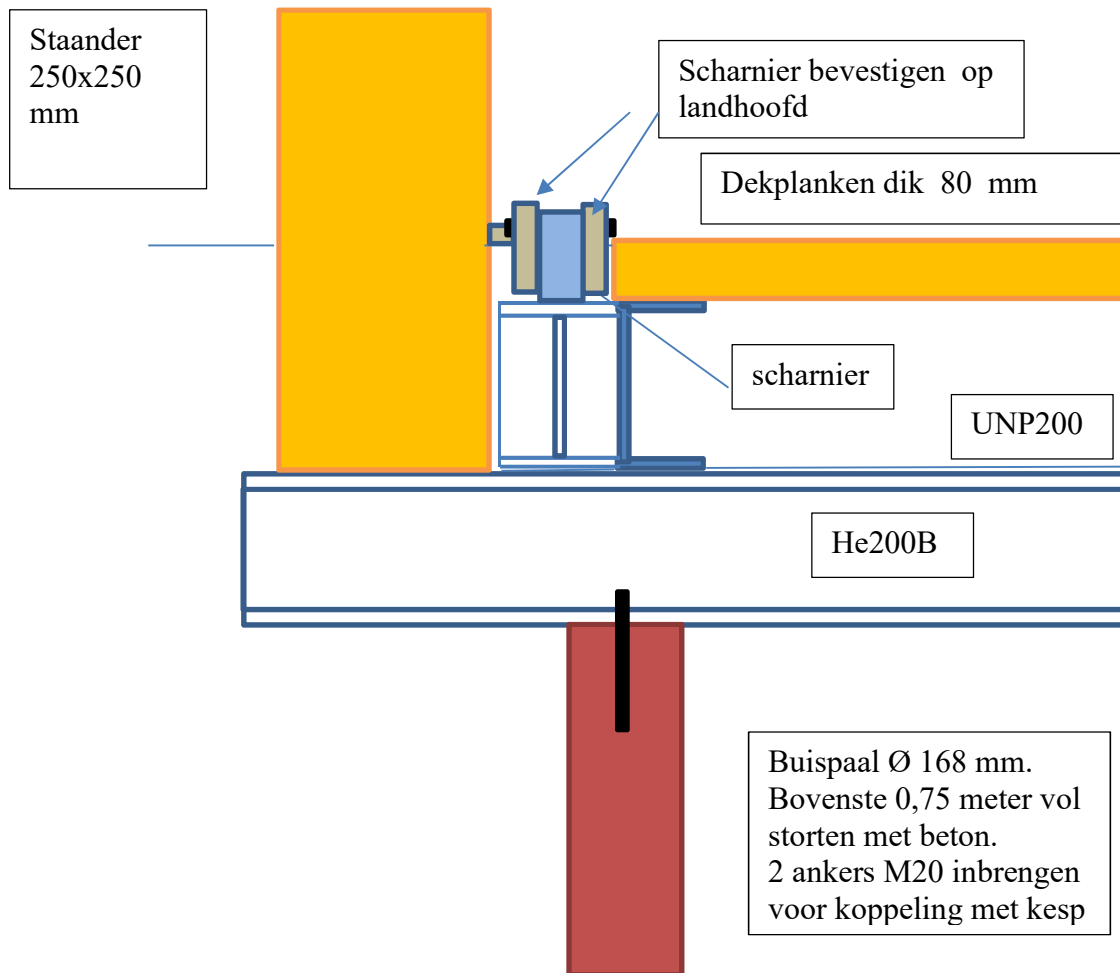 Staander
250x250
mm
Scharnier bevestigen op
landhoofd
Dekplanken dik 80 mm
scharnier
UNP200
He200B
Buispaal Ø 168 mm.
Bovenste 0,75 meter vol
storten met beton.
2 ankers M20 inbrengen
voor koppeling met kesp